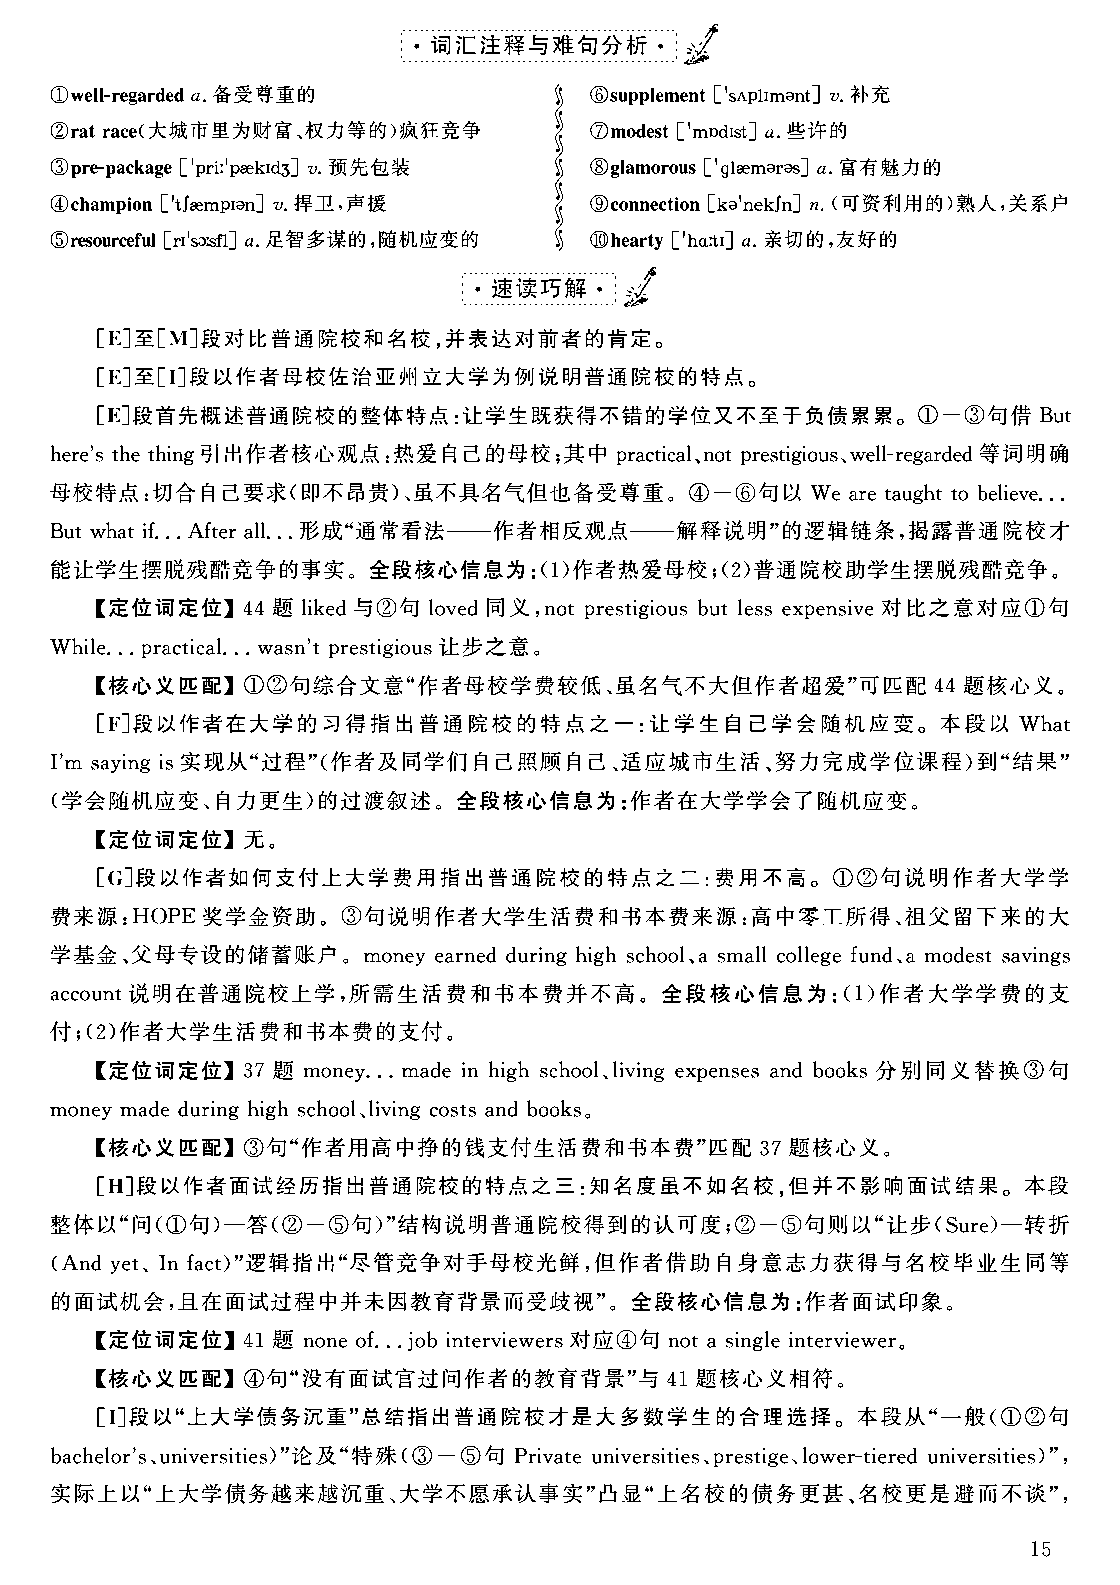 ·词汇注释与难句分析·
①well-regarded a. 备受尊重的
②rat race(大城市里为财富、权力等的)疯狂竞争
③pre-package [ˈpriːˈpækɪdʒ] v. 预先包装
④champion [ˈtʃæmpɪən] v. 捍卫,声援
⑤resourceful [rɪˈsɔːsfl] a. 足智多谋的,随机应变的
⑥supplement [ˈsʌplɪmənt] v. 补充
⑦modest [ˈmɒdɪst] a. 些许的
⑧glamorous [ˈɡlæmərəs] a. 富有魅力的
⑨connection [kəˈnekʃn] n. (可资利用的)熟人,关系户
⑩hearty [ˈhɑːtɪ] a. 亲切的,友好的
·速读巧解·
[E]至[M]段对比普通院校和名校,并表达对前者的肯定。
[E]至[I]段以作者母校佐治亚州立大学为例说明普通院校的特点。
[E]段首先概述普通院校的整体特点:让学生既获得不错的学位又不至于负债累累。①—③句借 But
here's the thing 引出作者核心观点:热爱自己的母校;其中 practical、not prestigious、well-regarded 等词明确
母校特点:切合自己要求(即不昂贵)、虽不具名气但也备受尊重。④—⑥句以 We are taught to believe...
But what if... After all... 形成“通常看法——作者相反观点——解释说明”的逻辑链条,揭露普通院校才
能让学生摆脱残酷竞争的事实。全段核心信息为:(1)作者热爱母校;(2)普通院校助学生摆脱残酷竞争。
【定位词定位】44 题 liked 与②句 loved 同义,not prestigious but less expensive 对比之意对应①句
While... practical... wasn't prestigious 让步之意。
【核心义匹配】①②句综合文意“作者母校学费较低、虽名气不大但作者超爱”可匹配 44 题核心义。
[F]段以作者在大学的习得指出普通院校的特点之一:让学生自己学会随机应变。本段以 What
I'm saying is 实现从“过程”(作者及同学们自己照顾自己、适应城市生活、努力完成学位课程)到“结果”
(学会随机应变、自力更生)的过渡叙述。全段核心信息为:作者在大学学会了随机应变。
【定位词定位】无。
[G]段以作者如何支付上大学费用指出普通院校的特点之二:费用不高。①②句说明作者大学学
费来源:HOPE 奖学金资助。③句说明作者大学生活费和书本费来源:高中零工所得、祖父留下来的大
学基金、父母专设的储蓄账户。money earned during high school、a small college fund、a modest savings
account 说明在普通院校上学,所需生活费和书本费并不高。全段核心信息为:(1)作者大学学费的支
付;(2)作者大学生活费和书本费的支付。
【定位词定位】37 题 money... made in high school、living expenses and books 分别同义替换③句
money made during high school、living costs and books。
【核心义匹配】③句“作者用高中挣的钱支付生活费和书本费”匹配 37 题核心义。
[H]段以作者面试经历指出普通院校的特点之三:知名度虽不如名校,但并不影响面试结果。本段
整体以“问(①句)—答(②—⑤句)”结构说明普通院校得到的认可度;②—⑤句则以“让步(Sure)—转折
(And yet、In fact)”逻辑指出“尽管竞争对手母校光鲜,但作者借助自身意志力获得与名校毕业生同等
的面试机会,且在面试过程中并未因教育背景而受歧视”。全段核心信息为:作者面试印象。
【定位词定位】41 题 none of... job interviewers 对应④句 not a single interviewer。
【核心义匹配】④句“没有面试官过问作者的教育背景”与 41 题核心义相符。
[I]段以“上大学债务沉重”总结指出普通院校才是大多数学生的合理选择。本段从“一般(①②句
bachelor's、universities)”论及“特殊(③—⑤句 Private universities、prestige、lower-tiered universities)”,
实际上以“上大学债务越来越沉重、大学不愿承认事实”凸显“上名校的债务更甚、名校更是避而不谈”,
15